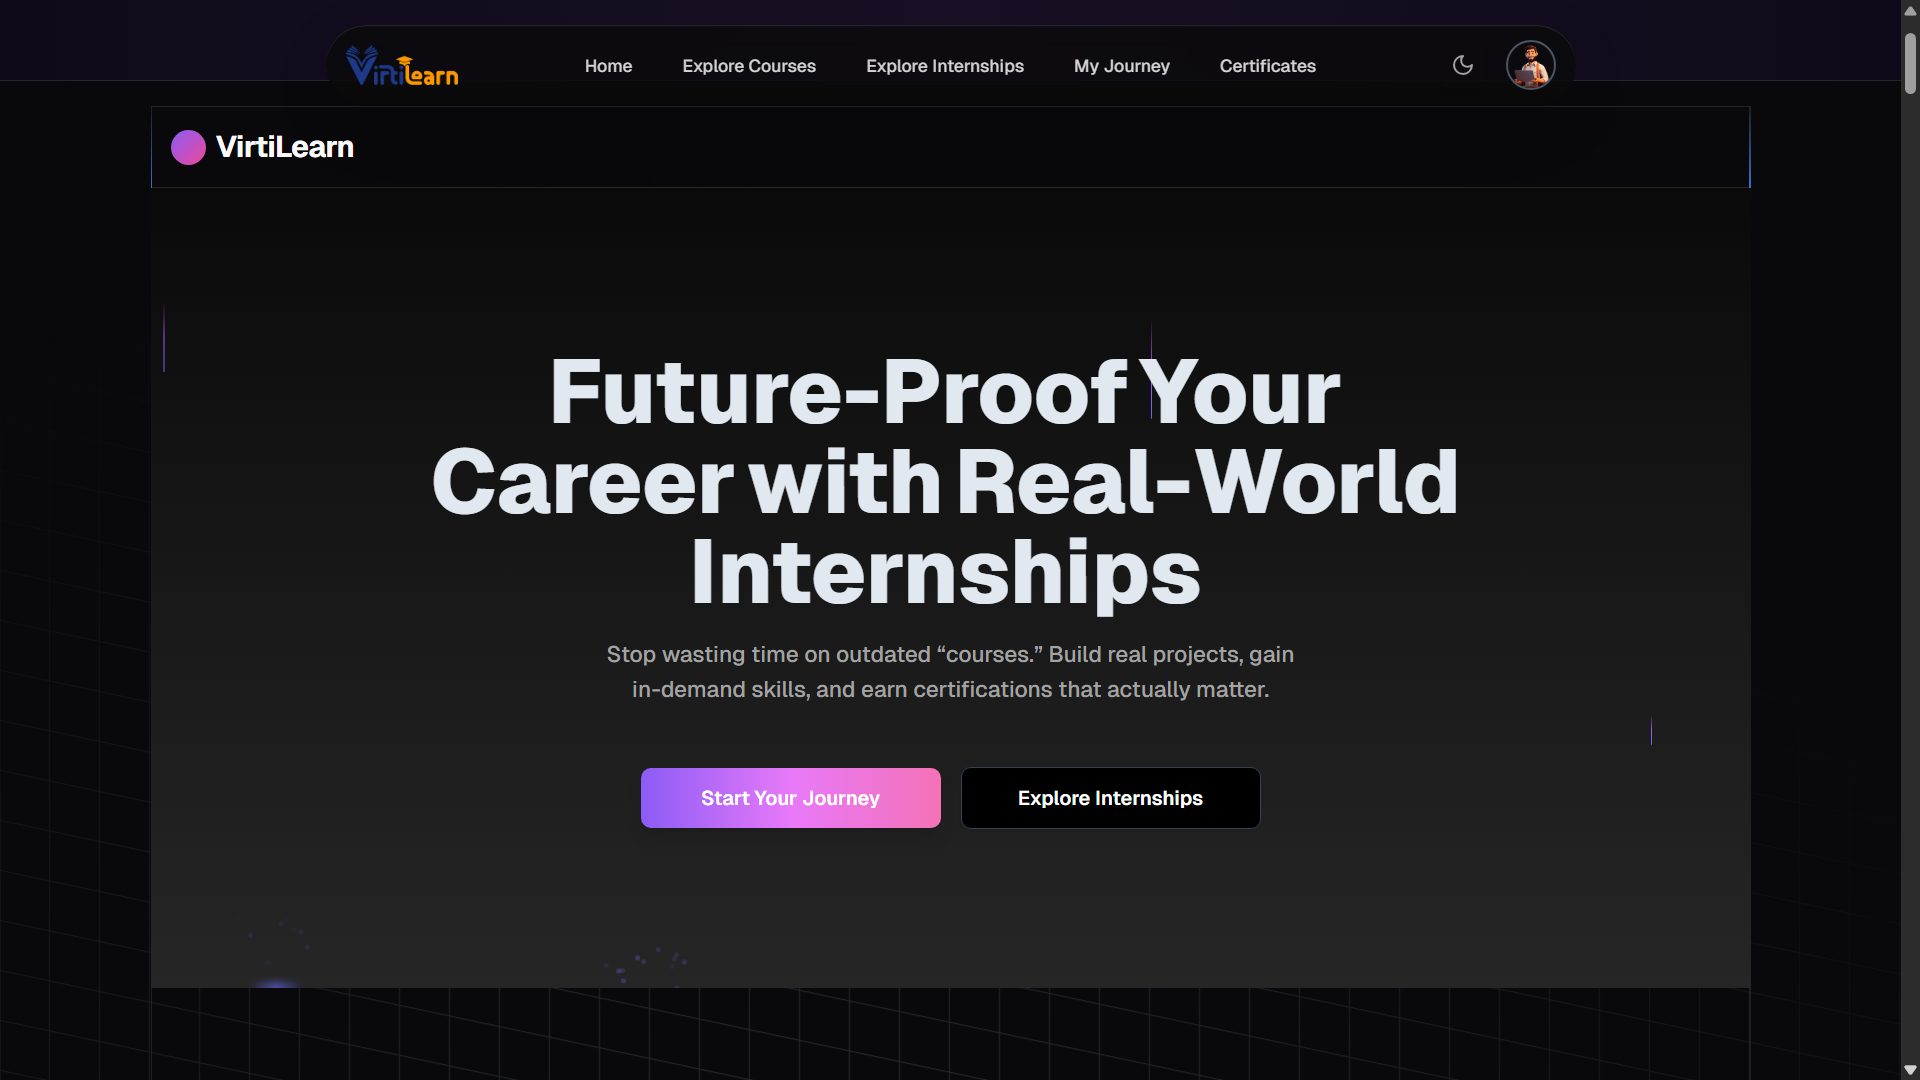 VirtiLearn
Home
Explore Courses
Explore Internships
My Journey
Certificates
VirtiLearn
Future-Proof Your
Career with Real-World
Internships
Stop wasting time on outdated “courses.” Build real projects, gain
in-demand skills, and earn certifications that actually matter.
Start Your Journey
Explore Internships